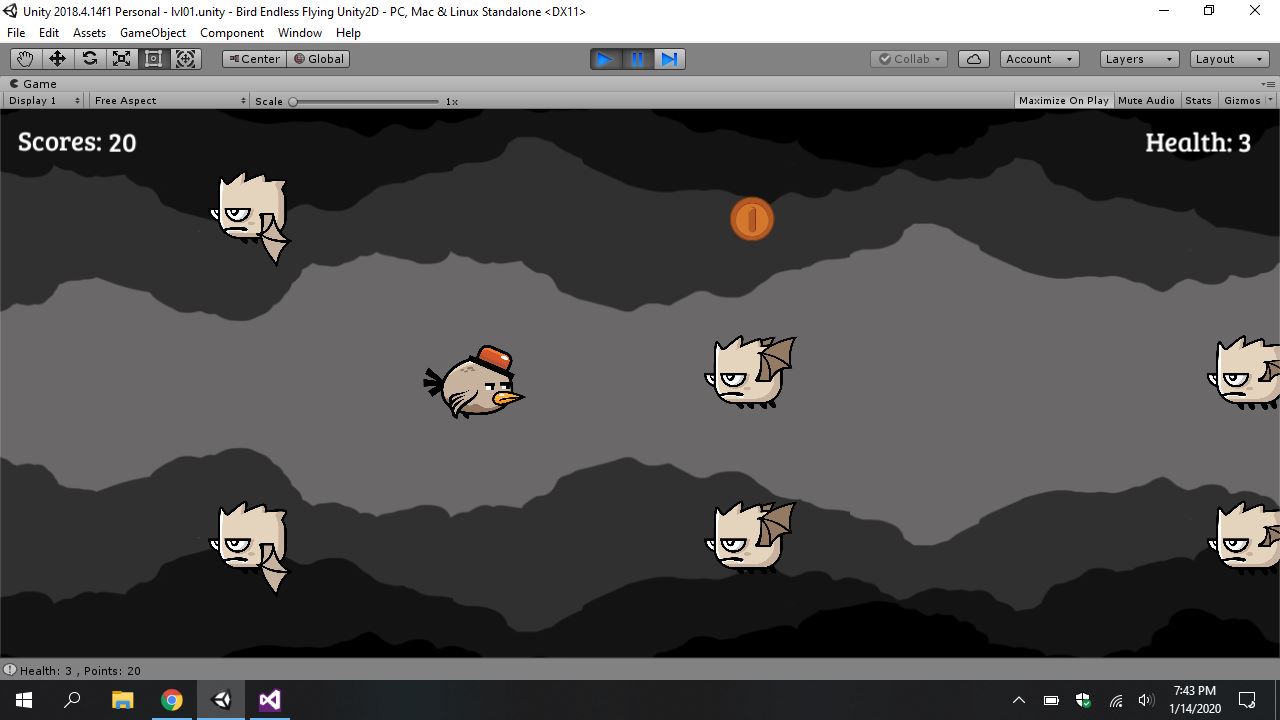 Unity 2018.4.14f1 Personal - lvl01.unity - Bird Endless Flying Unity2D - PC, Mac & Linux Standalone <DX11>
File Edit Assets GameObject Component Window Help
Center Global Collab Account Layers Layout
Game
Display 1 Free Aspect Scale 1x Maximize On Play Mute Audio Stats Gizmos
Scores: 20 Health: 3
Health: 3 , Points: 20
7:43 PM
1/14/2020